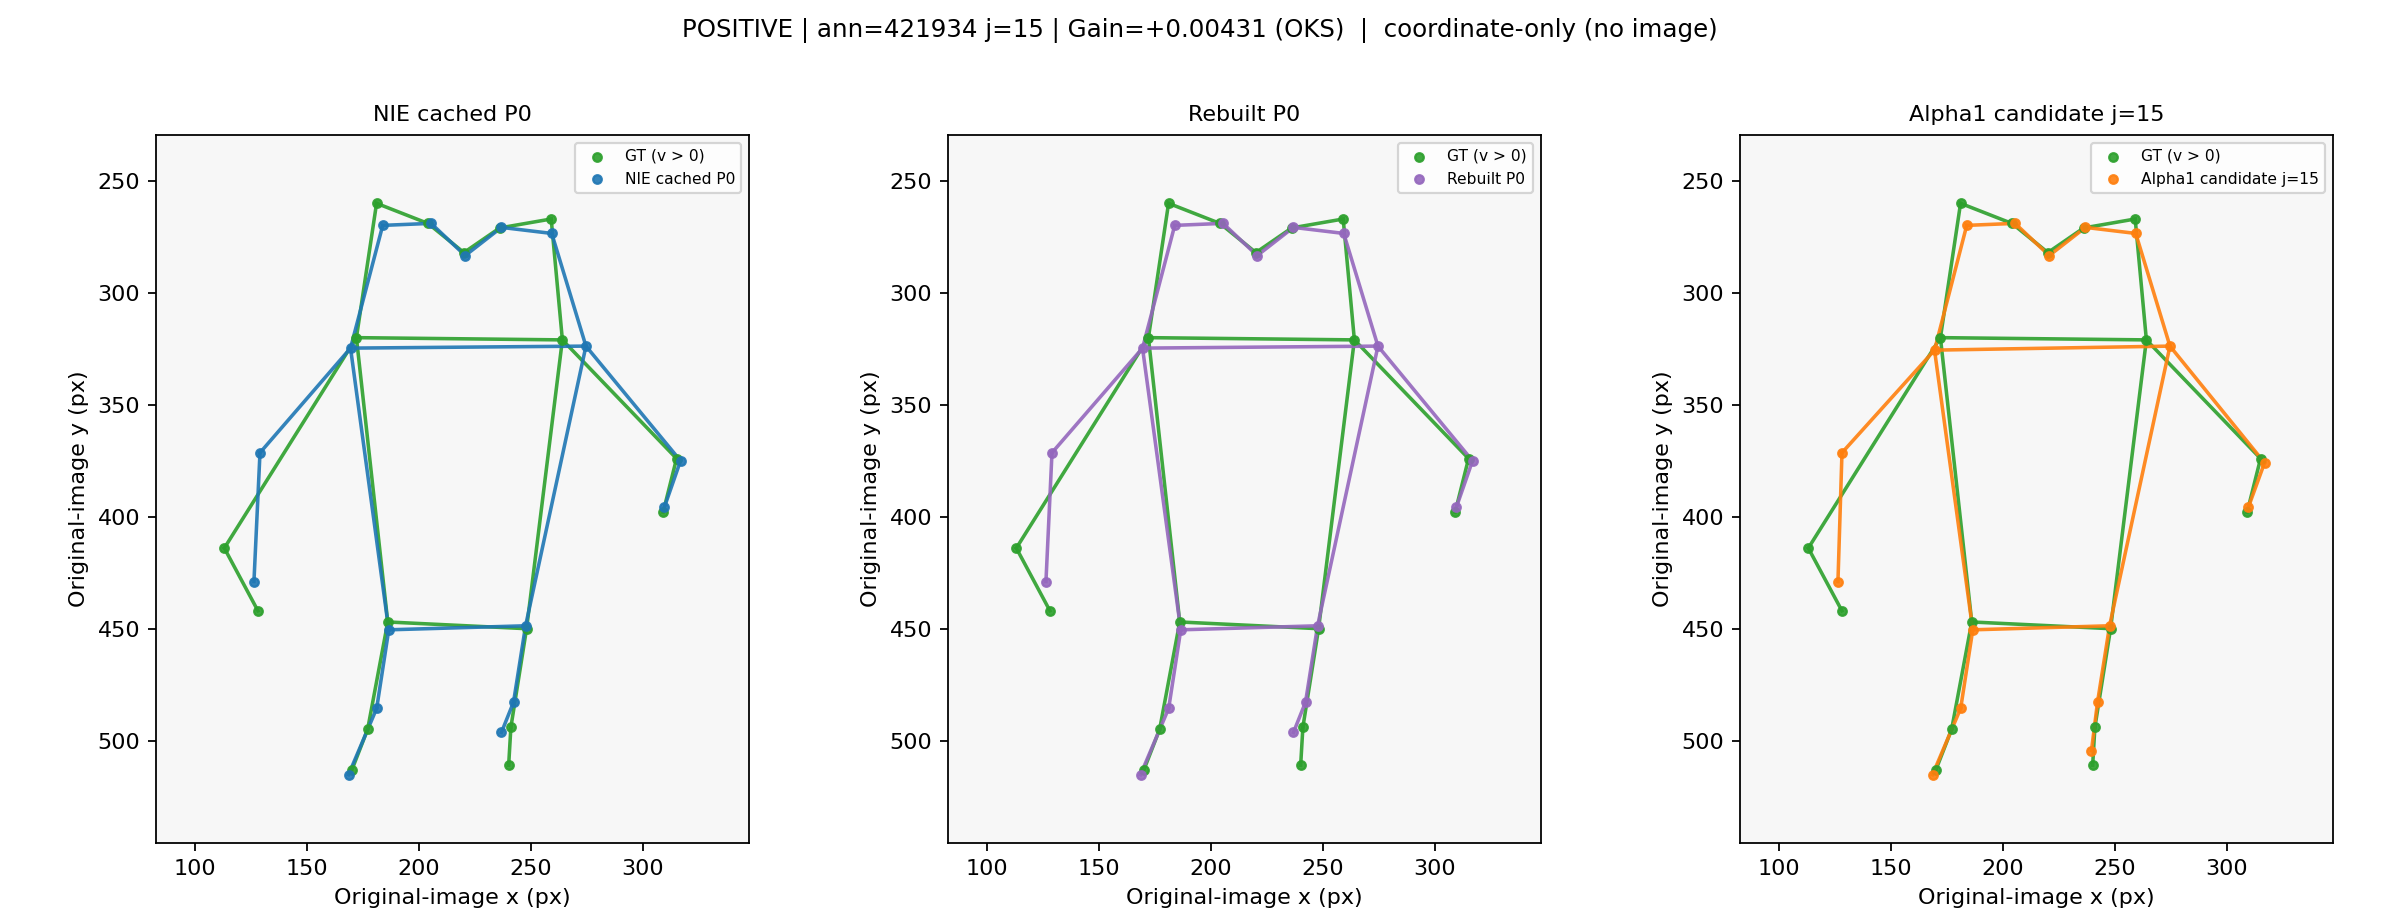 POSITIVE | ann=421934 j=15 | Gain=+0.00431 (OKS) | coordinate-only (no image)
NIE cached P0
GT (v > 0)
NIE cached P0
250
300
350
400
450
500
Original-image y (px)
100 150 200 250 300
Original-image x (px)
Rebuilt P0
GT (v > 0)
Rebuilt P0
250
300
350
400
450
500
Original-image y (px)
100 150 200 250 300
Original-image x (px)
Alpha1 candidate j=15
GT (v > 0)
Alpha1 candidate j=15
250
300
350
400
450
500
Original-image y (px)
100 150 200 250 300
Original-image x (px)